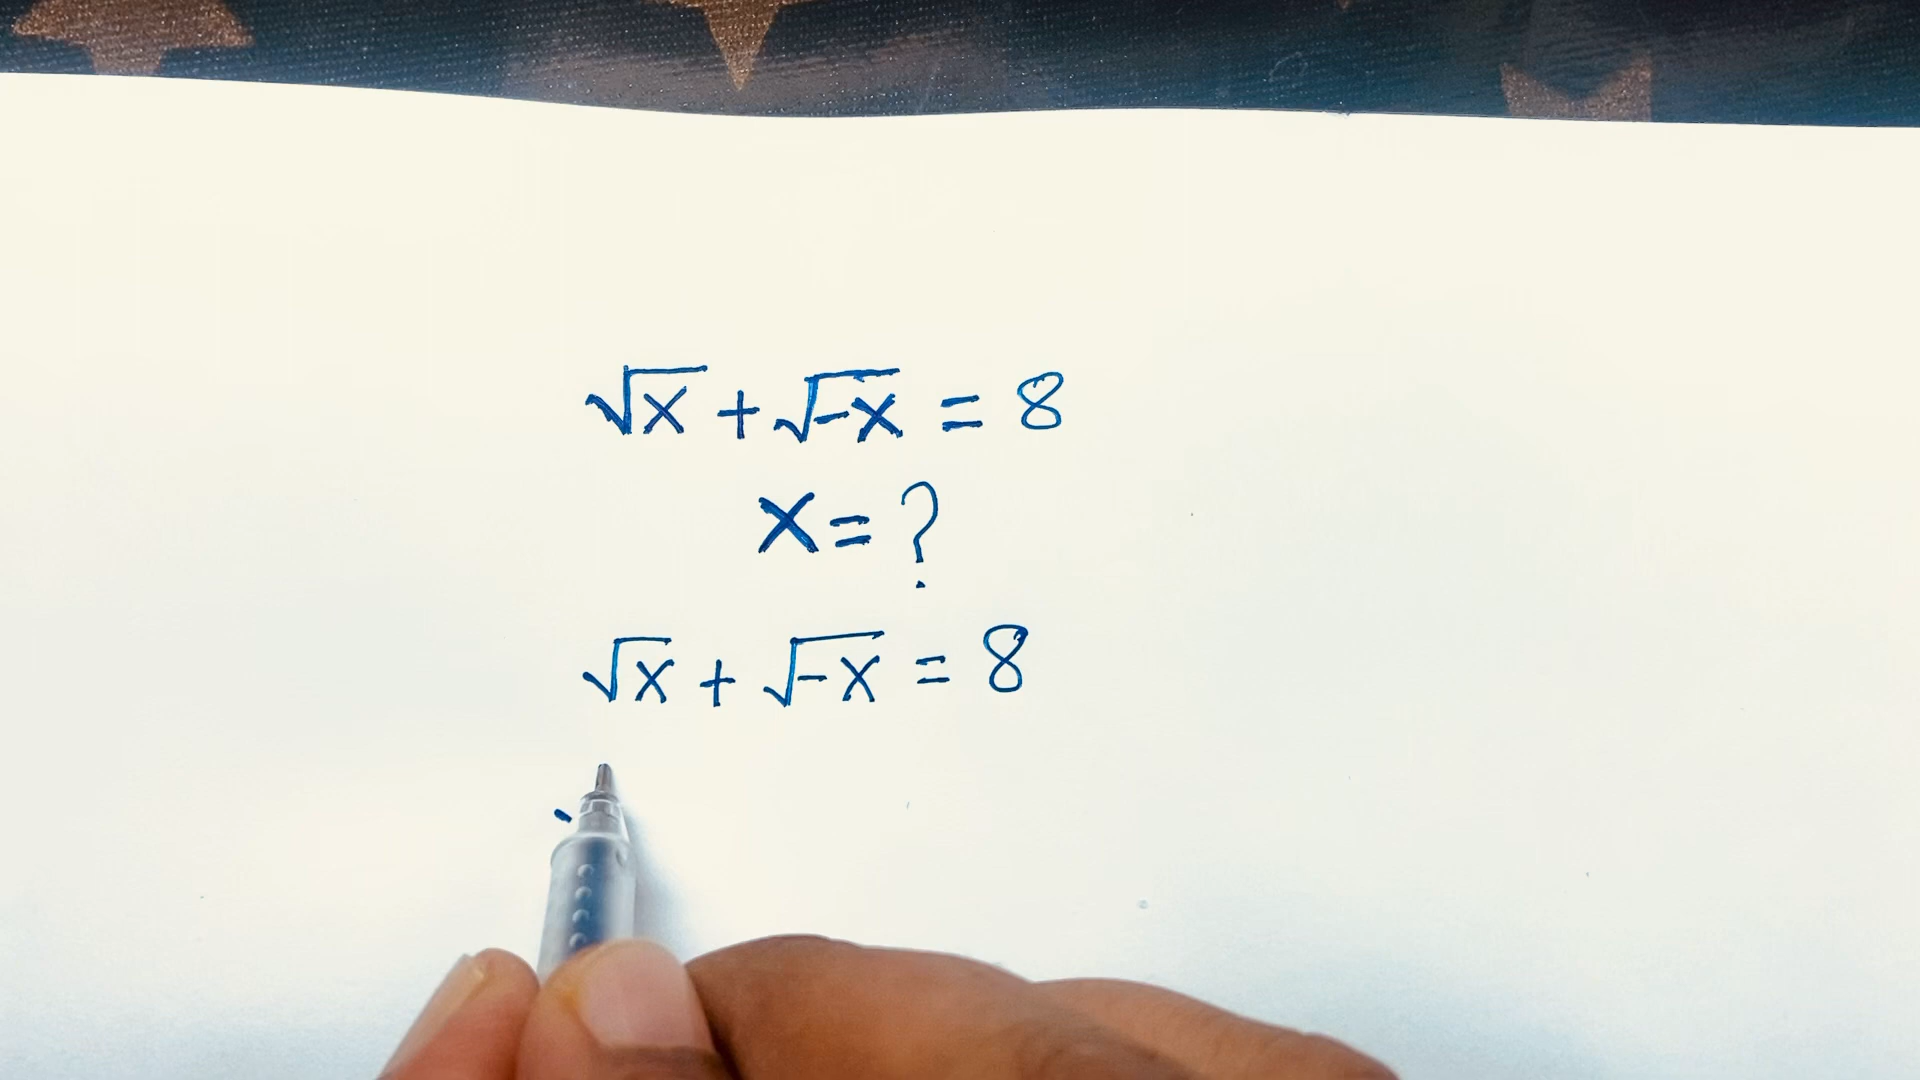 √x + √-x = 8
x = ?
√x + √-x = 8